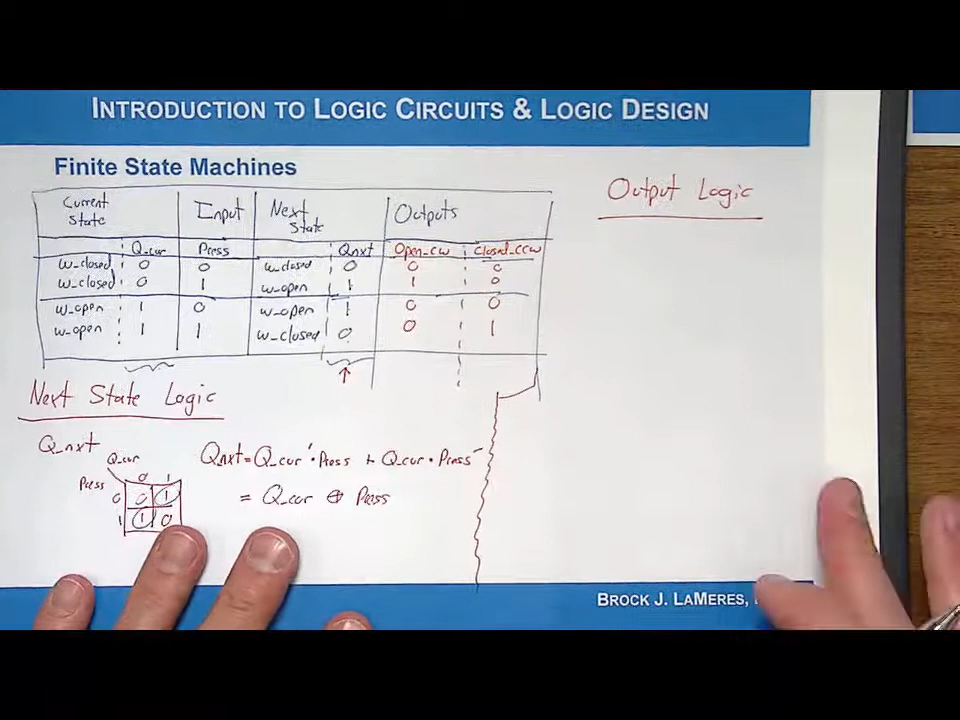 INTRODUCTION TO LOGIC CIRCUITS & LOGIC DESIGN
Finite State Machines
Current State Input Next State Outputs
Q_cur Press Qnxt Open_CW Closed_CCW
w_closed 0 0 w_closed 0 0 0
w_closed 0 1 w_open 1 1 0
w_open 1 0 w_open 1 0 0
w_open 1 1 w_closed 0 0 1
Output Logic
Next State Logic
Q_nxt
Q_cur
0 1
Press
0 0 1
1 1 0
Qnxt = Q_cur' • Press + Q_cur • Press'
= Q_cur ⊕ Press
BROCK J. LAMERES,